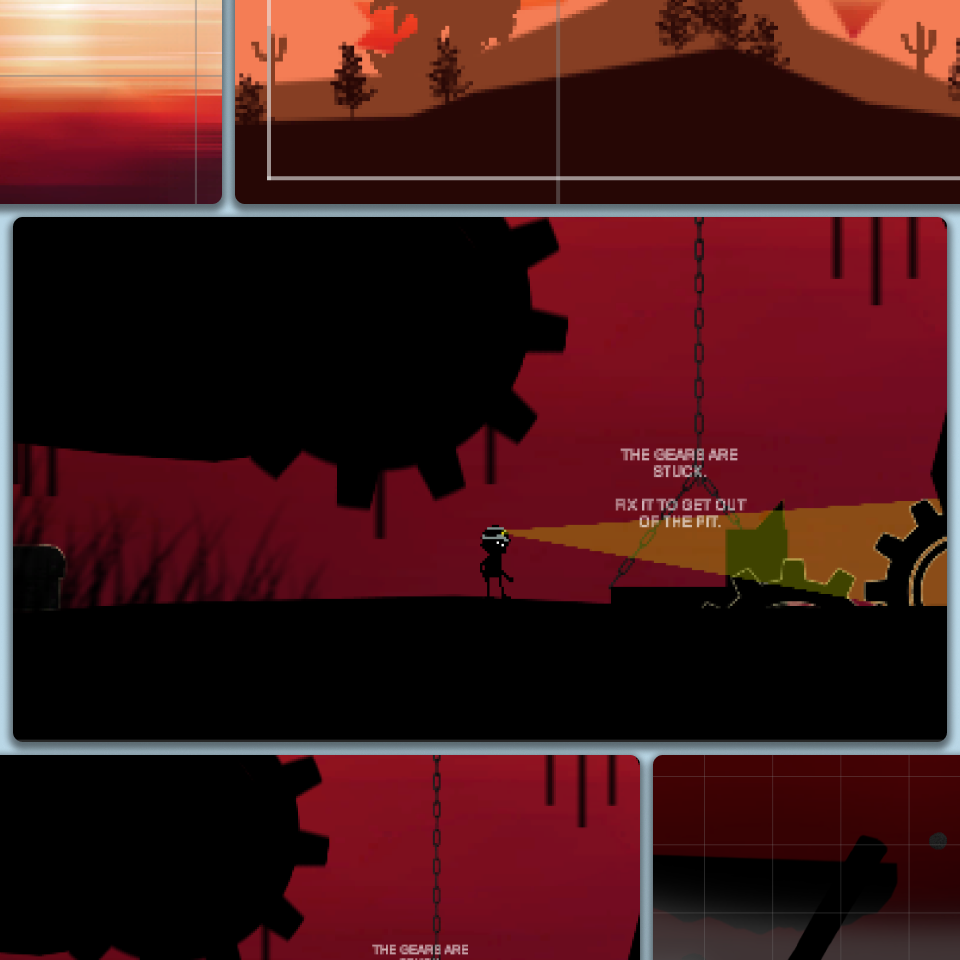 THE GEARS ARE
STUCK.
FIX IT TO GET OUT
OF THE PIT.
THE GEARS ARE